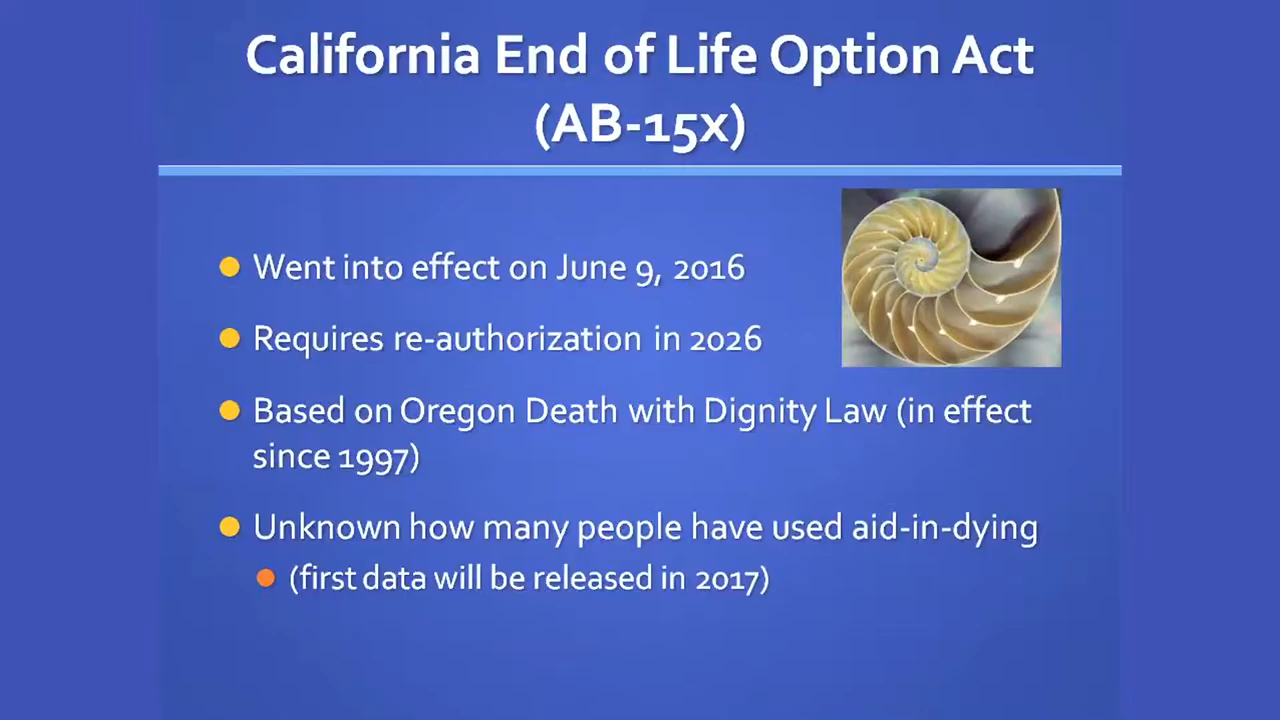 California End of Life Option Act
(AB-15x)
Went into effect on June 9, 2016
Requires re-authorization in 2026
Based on Oregon Death with Dignity Law (in effect
since 1997)
Unknown how many people have used aid-in-dying
(first data will be released in 2017)